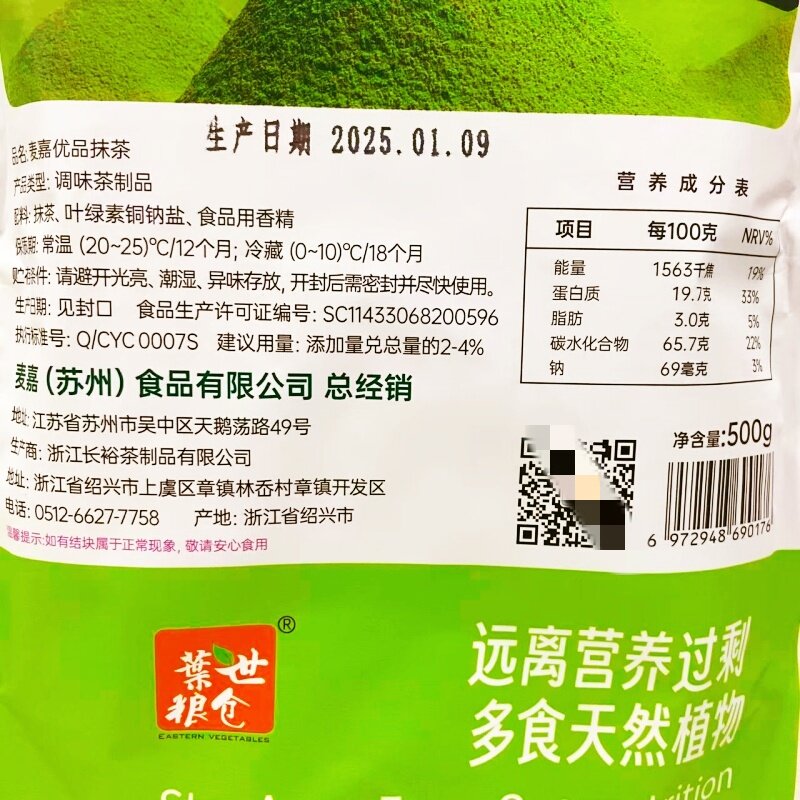 生产日期 2025.01.09
品名:麦嘉优品抹茶
产品类型: 调味茶制品
配料: 抹茶、叶绿素铜钠盐、食品用香精
保质期: 常温 (20~25)℃/12个月; 冷藏 (0~10)℃/18个月
贮存条件: 请避开光亮、潮湿、异味存放, 开封后需密封并尽快使用。
生产日期: 见封口 食品生产许可证编号: SC11433068200596
执行标准号: Q/CYC 0007S 建议用量: 添加量兑总量的2-4%
麦嘉 (苏州) 食品有限公司 总经销
地址: 江苏省苏州市吴中区天鹅荡路49号
生产商: 浙江长裕茶制品有限公司
地址: 浙江省绍兴市上虞区章镇林岙村章镇开发区
电话: 0512-6627-7758 产地: 浙江省绍兴市
温馨提示:如有结块属于正常现象, 敬请安心食用
营养成分表
项目 每100克 NRV%
能量 1563千焦 19%
蛋白质 19.7克 33%
脂肪 3.0克 5%
碳水化合物 65.7克 22%
钠 69毫克 3%
净含量:500g
6 972948 690176
葉世
粮仓
®
EASTERN VEGETABLES
远离营养过剩
多食天然植物